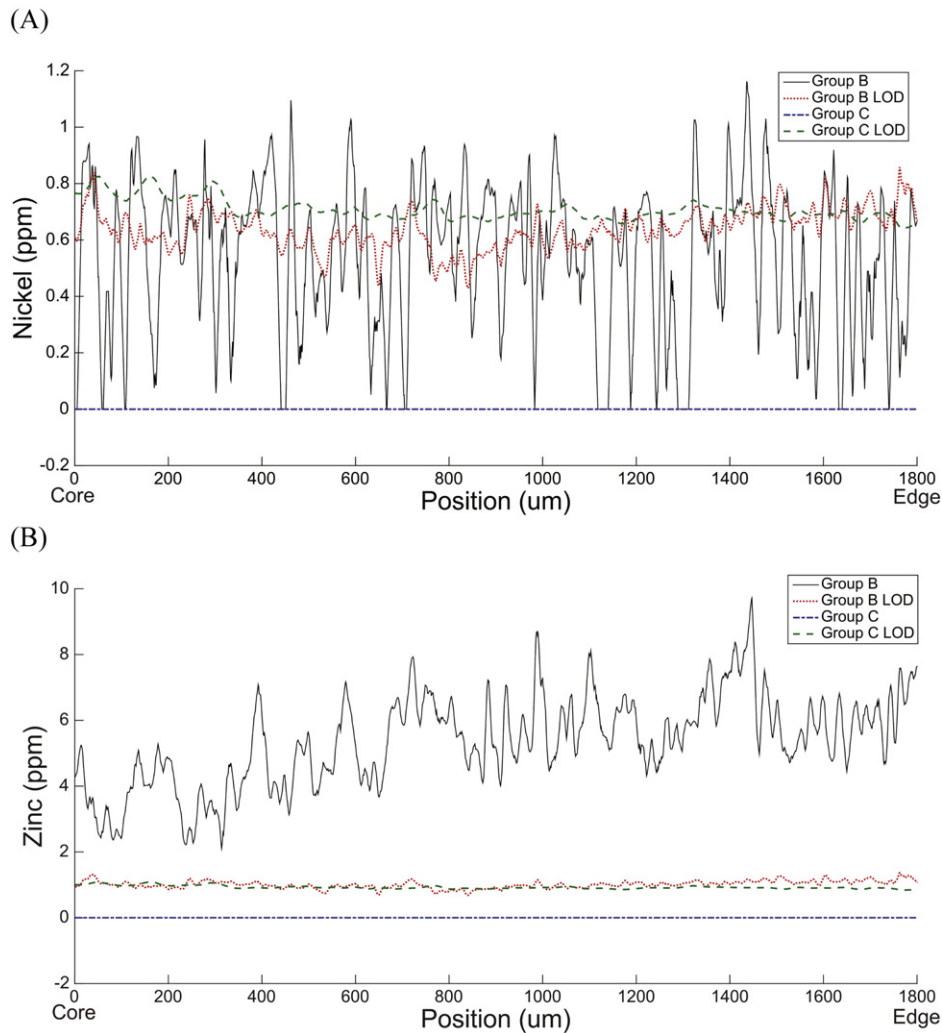 (A)
1.2
1
0.8
0.6
0.4
0.2
0
-0.2
Nickel (ppm)
Group B
Group B LOD
Group C
Group C LOD
0 200 400 600 800 1000 1200 1400 1600 1800
Core Position (um) Edge
(B)
10
8
6
4
2
0
-2
Zinc (ppm)
Group B
Group B LOD
Group C
Group C LOD
0 200 400 600 800 1000 1200 1400 1600 1800
Core Position (um) Edge